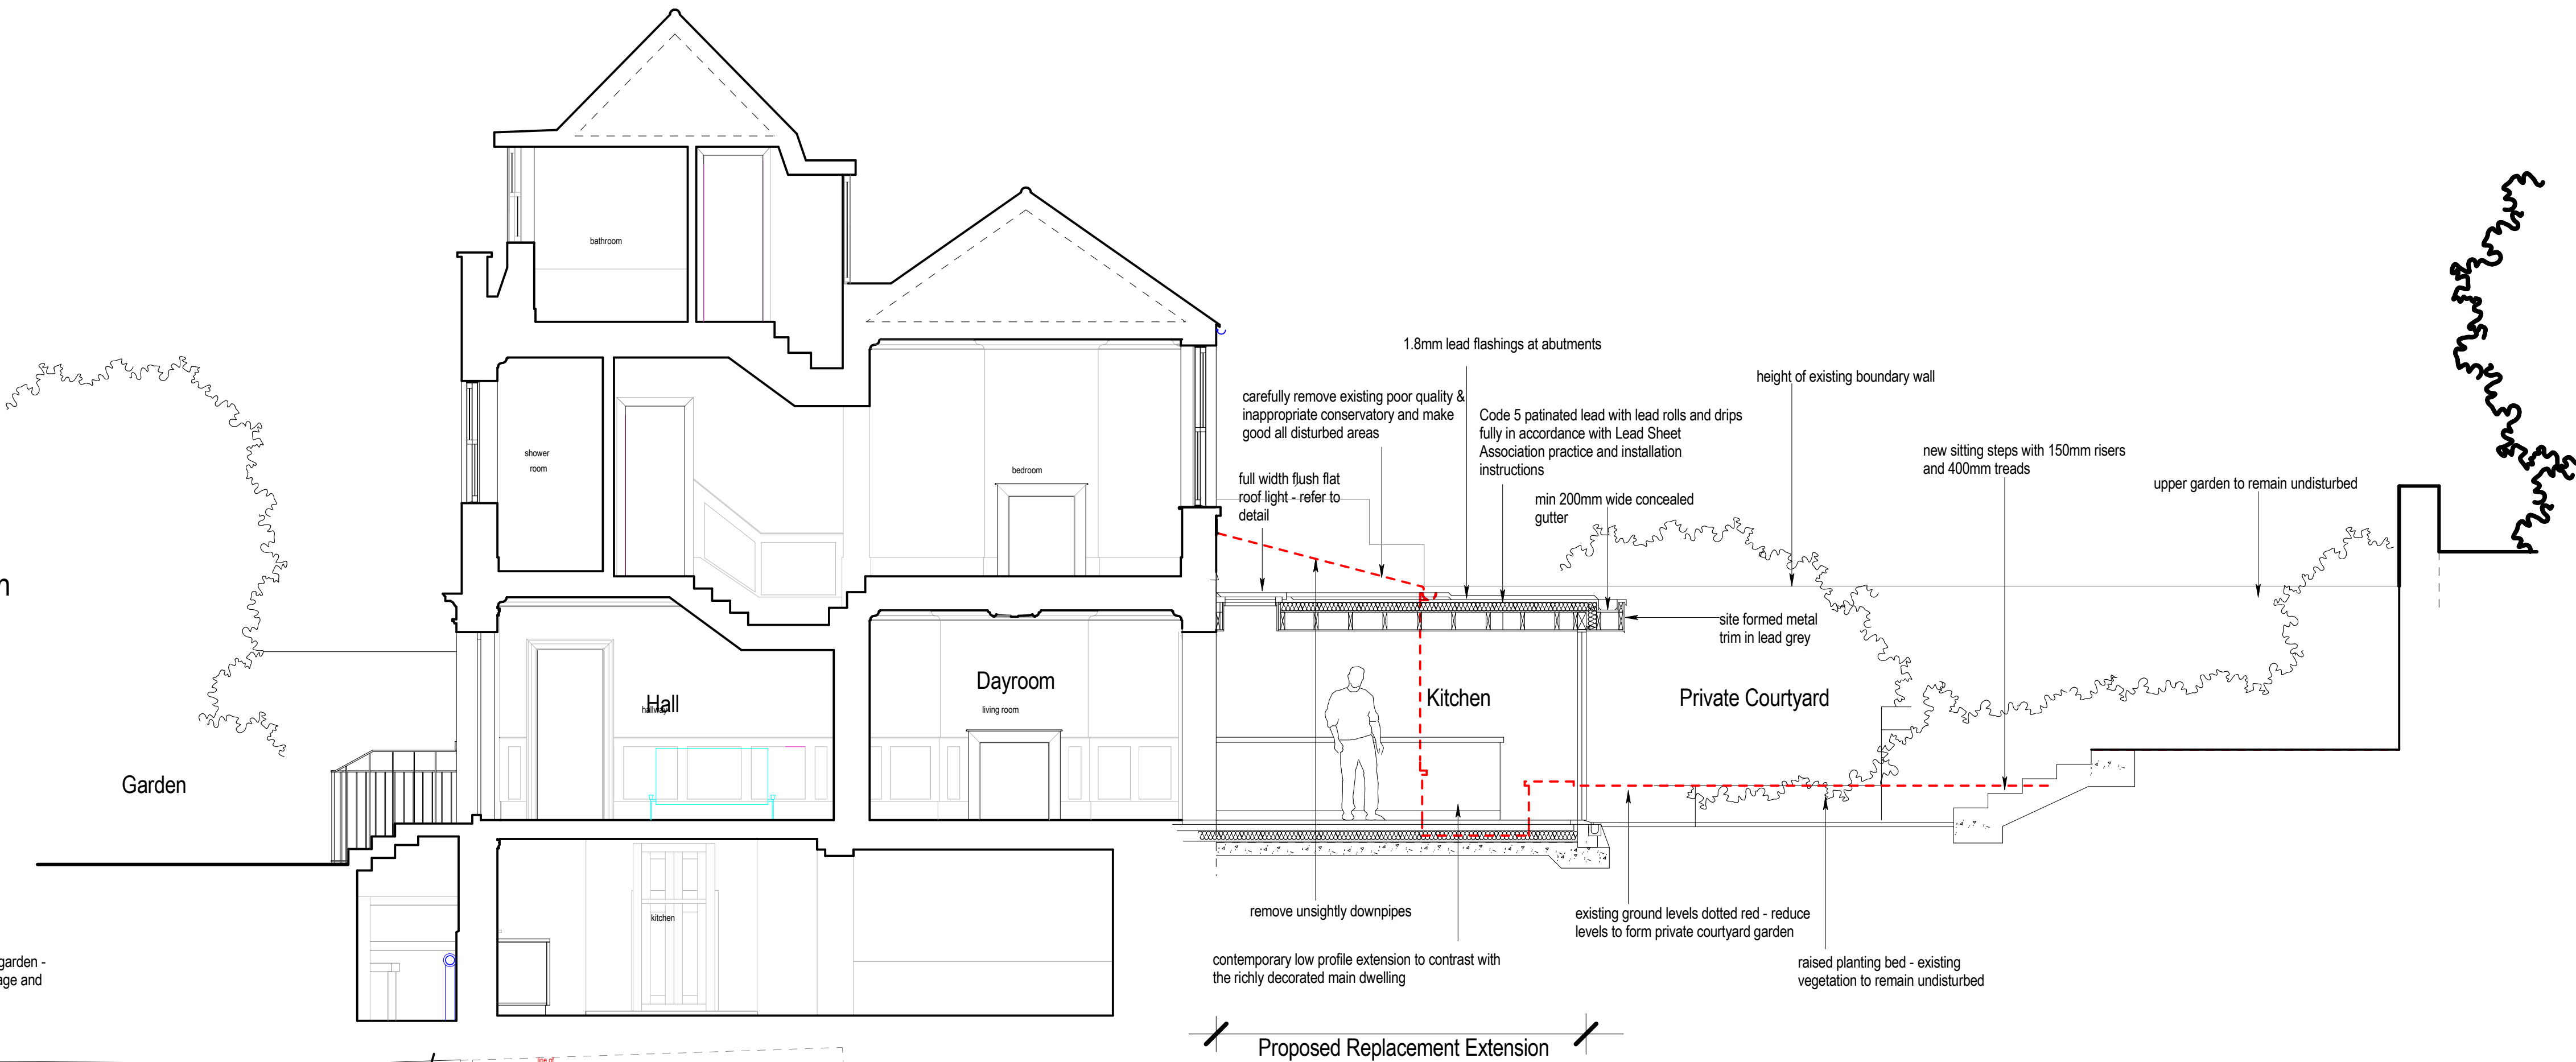 bathroom
1.8mm lead flashings at abutments
height of existing boundary wall
carefully remove existing poor quality &
inappropriate conservatory and make
good all disturbed areas
Code 5 patinated lead with lead rolls and drips
fully in accordance with Lead Sheet
Association practice and installation
instructions
new sitting steps with 150mm risers
and 400mm treads
shower
room
bedroom
full width flush flat
roof light - refer to
detail
min 200mm wide concealed
gutter
upper garden to remain undisturbed
n
site formed metal
trim in lead grey
Hall
hallway
Dayroom
living room
Kitchen
Private Courtyard
Garden
kitchen
remove unsightly downpipes
existing ground levels dotted red - reduce
levels to form private courtyard garden
contemporary low profile extension to contrast with
the richly decorated main dwelling
raised planting bed - existing
vegetation to remain undisturbed
garden -
age and
Proposed Replacement Extension
Title of